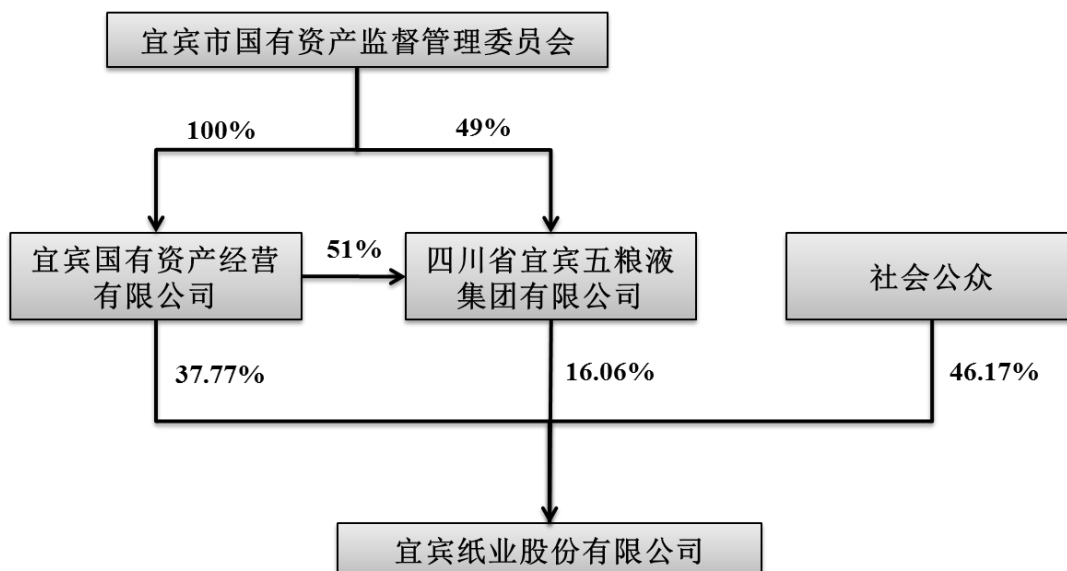 宜宾市国有资产监督管理委员会
100%
49%
宜宾国有资产经营
有限公司
51%
四川省宜宾五粮液
集团有限公司
社会公众
37.77%
16.06%
46.17%
宜宾纸业股份有限公司